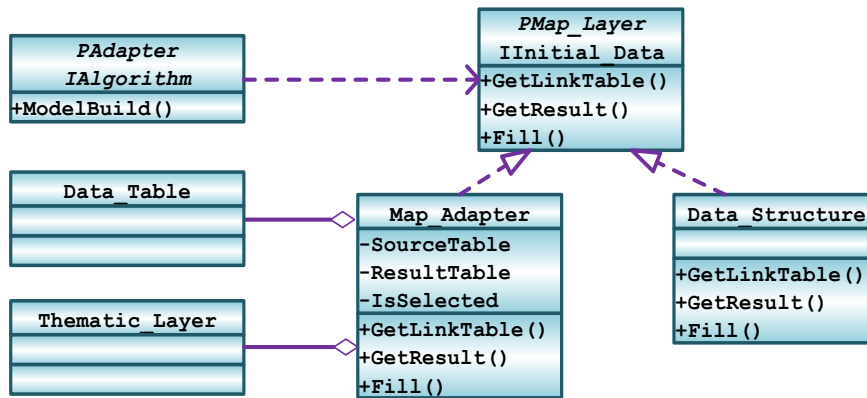 PAdapter
IAlgorithm
+ModelBuild()
PMap_Layer
IInitial_Data
+GetLinkTable()
+GetResult()
+Fill()
Data_Table
Thematic_Layer
Map_Adapter
-SourceTable
-ResultTable
-IsSelected
+GetLinkTable()
+GetResult()
+Fill()
Data_Structure
+GetLinkTable()
+GetResult()
+Fill()